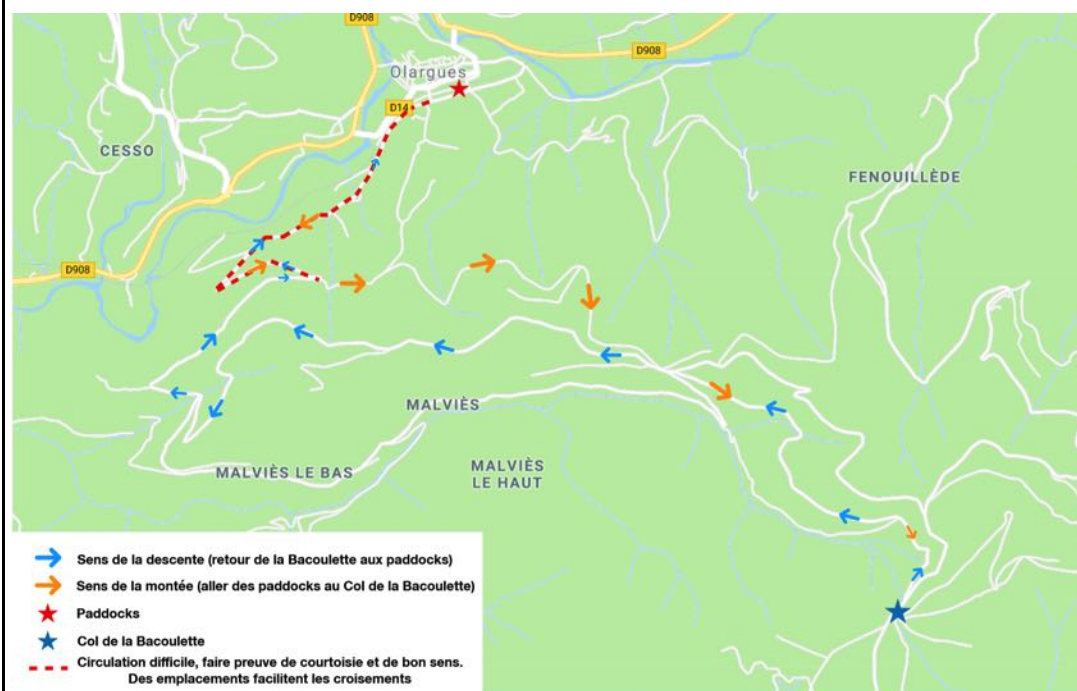 D908
D908
Olargues
D14
CESSO
FENOUILLÈDE
D908
MALVIÈS
MALVIÈS LE BAS
MALVIÈS
LE HAUT
Sens de la descente (retour de la Bacoulette aux paddocks)
Sens de la montée (aller des paddocks au Col de la Bacoulette)
Paddocks
Col de la Bacoulette
Circulation difficile, faire preuve de courtoisie et de bon sens.
Des emplacements facilitent les croisements